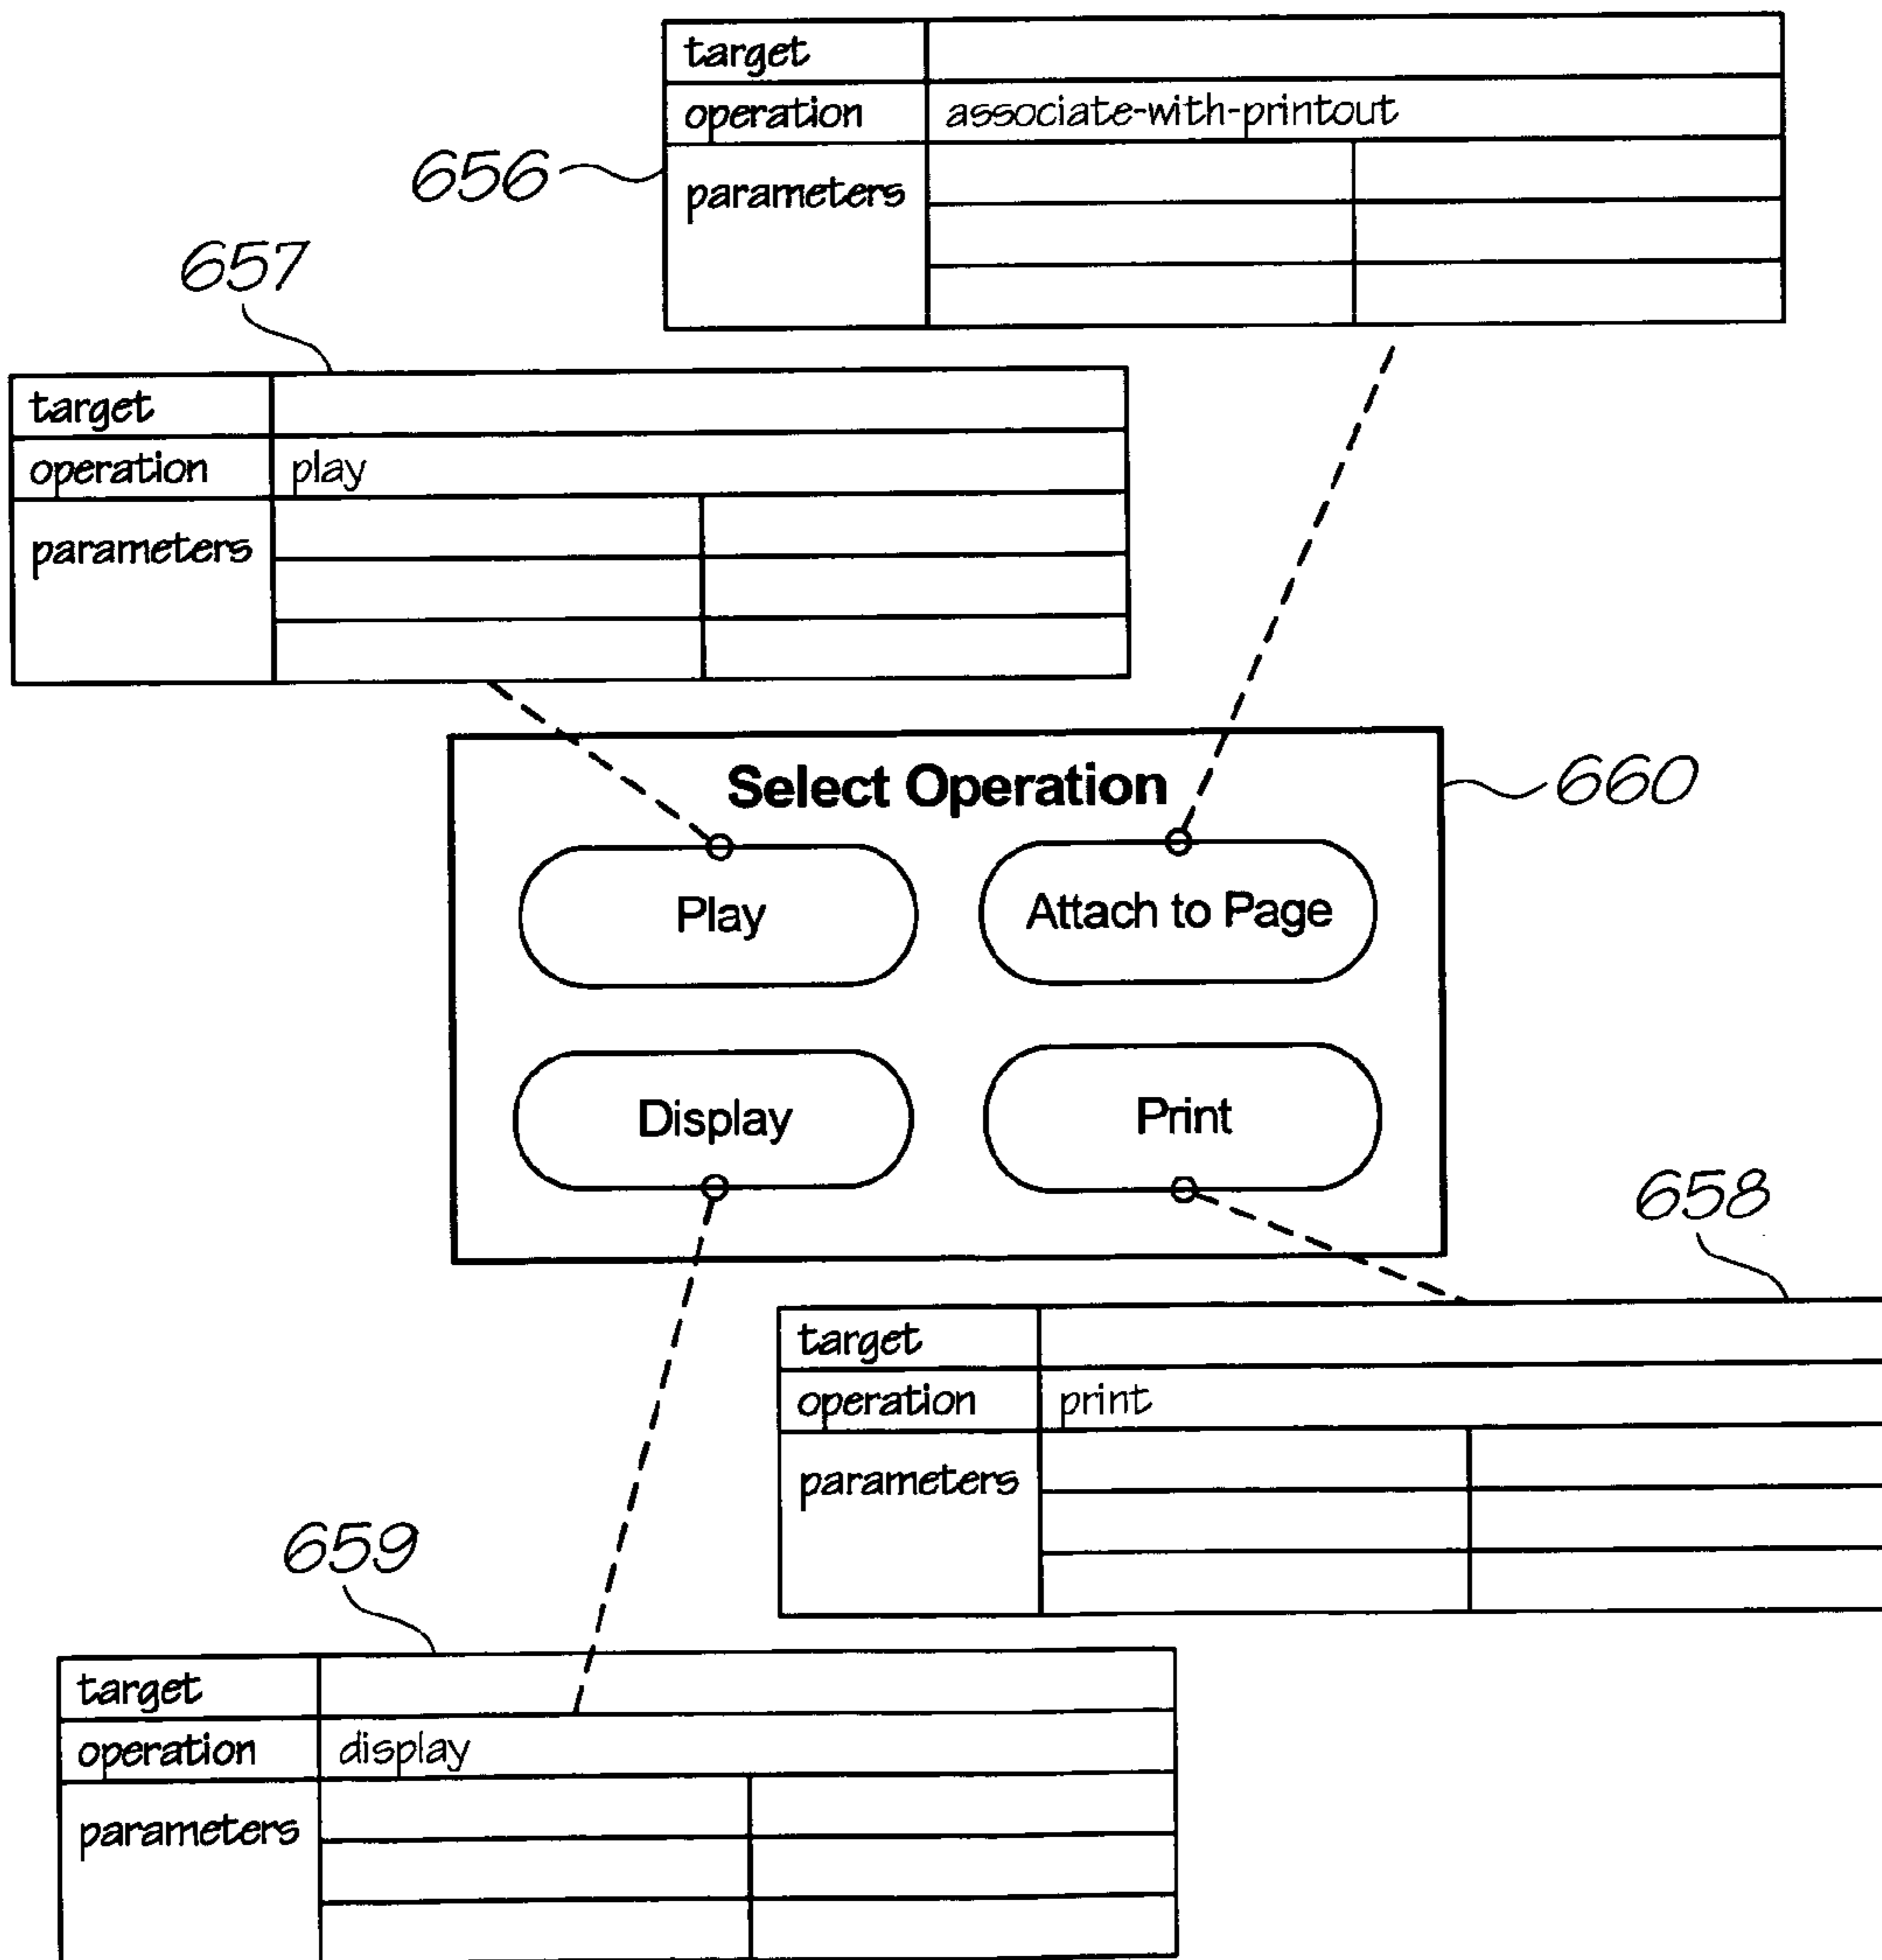 target
operation associate-with-printout
656
parameters
657
target
operation play
parameters
Select Operation
660
Play Attach to Page
Display Print
658
target
operation print
parameters
659
target
operation display
parameters